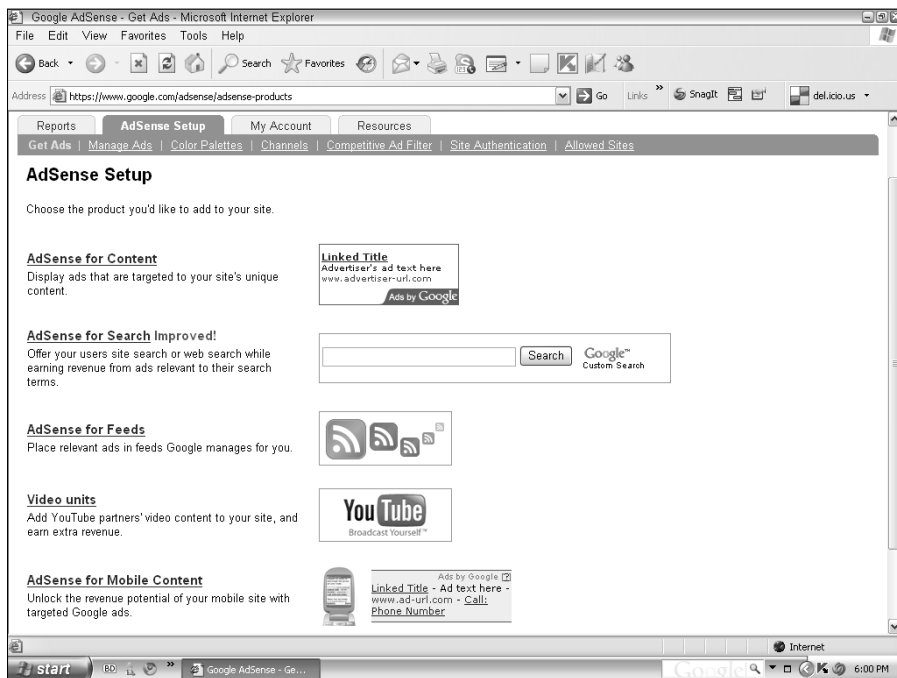 Google AdSense - Get Ads - Microsoft Internet Explorer
File Edit View Favorites Tools Help
Back Search Favorites
Address https://www.google.com/adsense/adsense-products Go Links » SnagIt del.icio.us
Reports AdSense Setup My Account Resources
Get Ads | Manage Ads | Color Palettes | Channels | Competitive Ad Filter | Site Authentication | Allowed Sites
AdSense Setup
Choose the product you'd like to add to your site.
AdSense for Content
Display ads that are targeted to your site's unique
content.
Linked Title
Advertiser's ad text here
www.advertiser-url.com
Ads by Google
AdSense for Search Improved!
Offer your users site search or web search while
earning revenue from ads relevant to their search
terms.
Search Google™
Custom Search
AdSense for Feeds
Place relevant ads in feeds Google manages for you.
Video units
Add YouTube partners' video content to your site, and
earn extra revenue.
YouTube
Broadcast Yourself™
AdSense for Mobile Content
Unlock the revenue potential of your mobile site with
targeted Google ads.
Ads by Google [?]
Linked Title - Ad text here -
www.ad-url.com - Call:
Phone Number
Internet
start BD » Google AdSense - Ge... Google K 6:00 PM